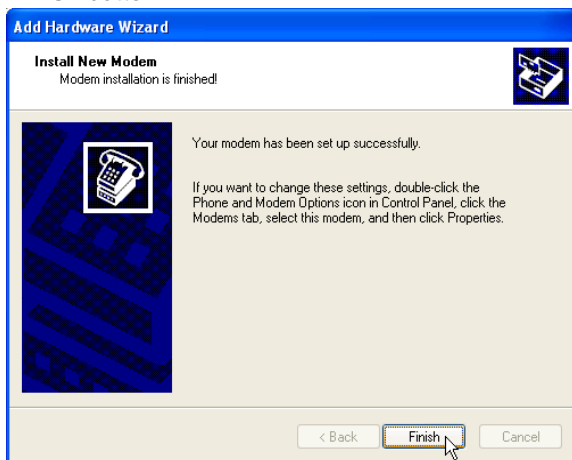 Add Hardware Wizard
Install New Modem
Modem installation is finished!
Your modem has been set up successfully.
If you want to change these settings, double-click the
Phone and Modem Options icon in Control Panel, click the
Modems tab, select this modem, and then click Properties.
< Back Finish Cancel